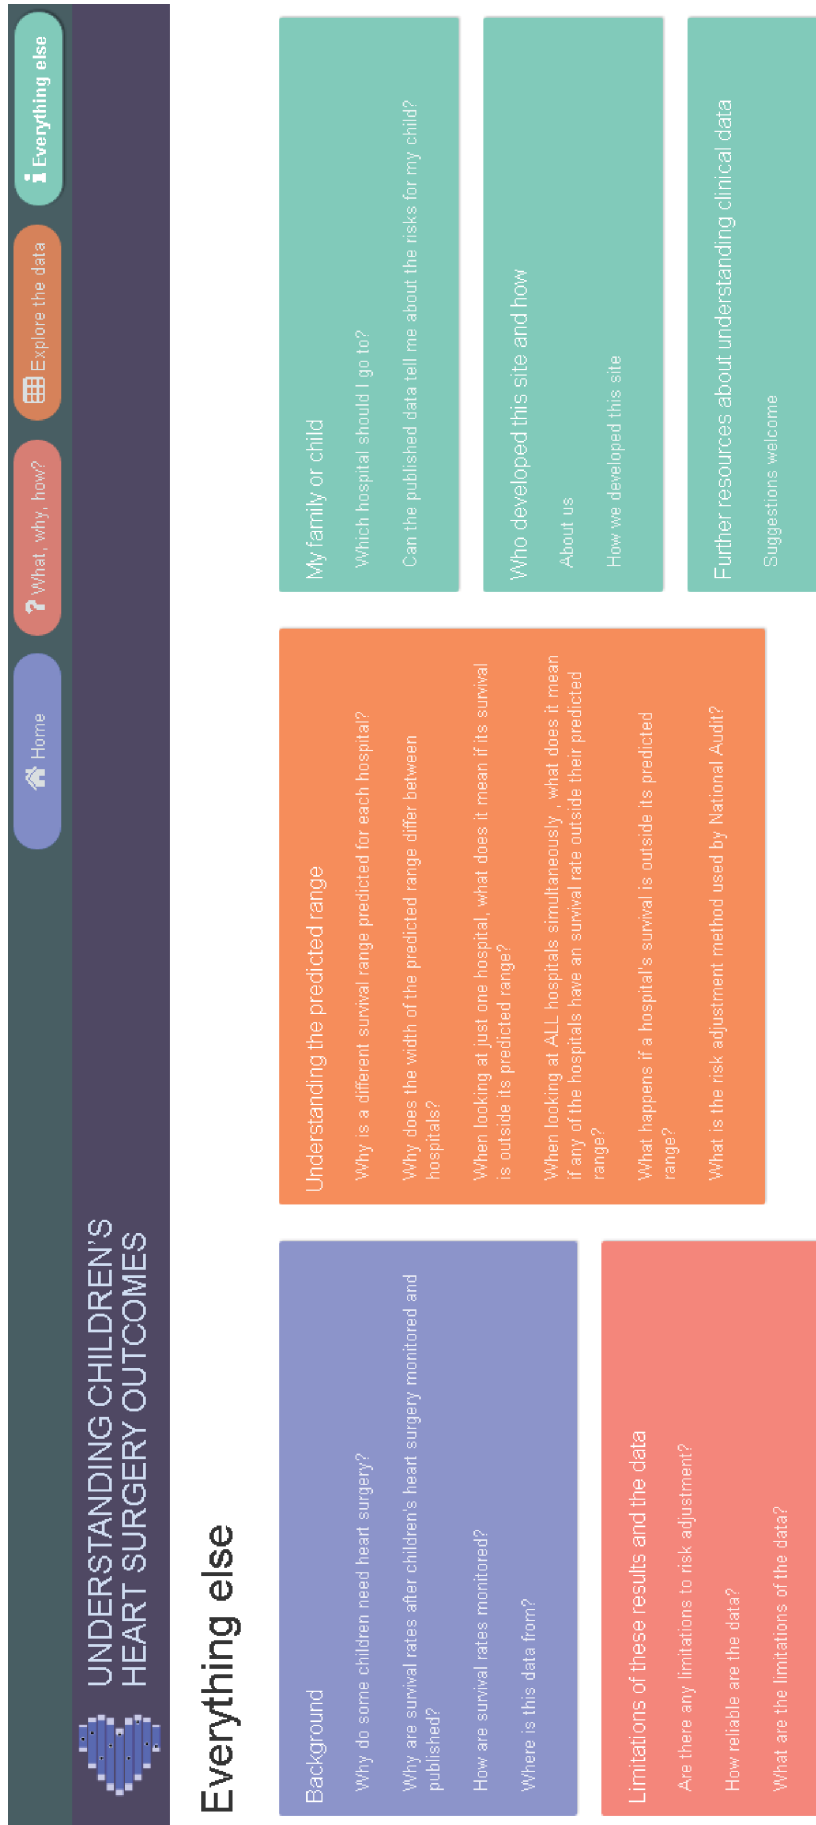 Home
? What, why, how?
Explore the data
i Everything else
UNDERSTANDING CHILDREN'S
HEART SURGERY OUTCOMES
Everything else
Background
Why do some children need heart surgery?
Why are survival rates after children's heart surgery monitored and
published?
How are survival rates monitored?
Where is this data from?
Limitations of these results and the data
Are there any limitations to risk adjustment?
How reliable are the data?
What are the limitations of the data?
Understanding the predicted range
Why is a different survival range predicted for each hospital?
Why does the width of the predicted range differ between
hospitals?
When looking at just one hospital, what does it mean if its survival
is outside its predicted range?
When looking at ALL hospitals simultaneously , what does it mean
if any of the hospitals have an survival rate outside their predicted
range?
What happens if a hospital's survival is outside its predicted
range?
What is the risk adjustment method used by National Audit?
My family or child
Which hospital should I go to?
Can the published data tell me about the risks for my child?
Who developed this site and how
About us
How we developed this site
Further resources about understanding clinical data
Suggestions welcome